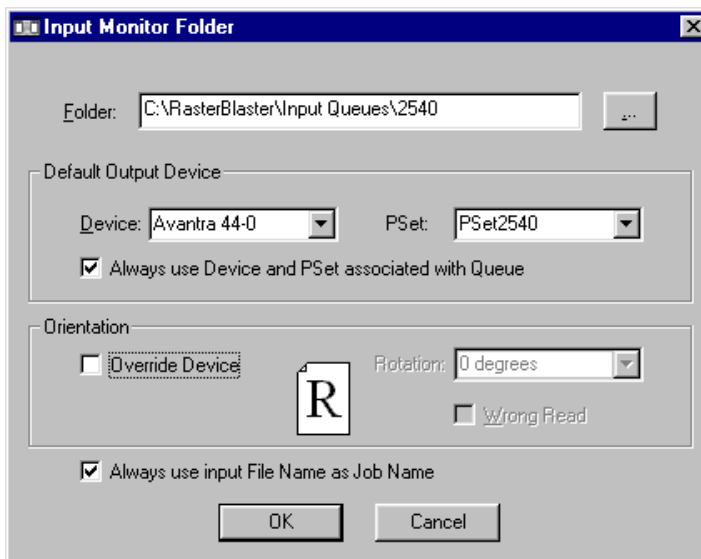 Input Monitor Folder
Folder: C:\RasterBlaster\Input Queues\2540 ...
Default Output Device
Device: Avantra 44-0 PSet: PSet2540
Always use Device and PSet associated with Queue
Orientation
Override Device R Rotation: 0 degrees
Wrong Read
Always use input File Name as Job Name
OK Cancel